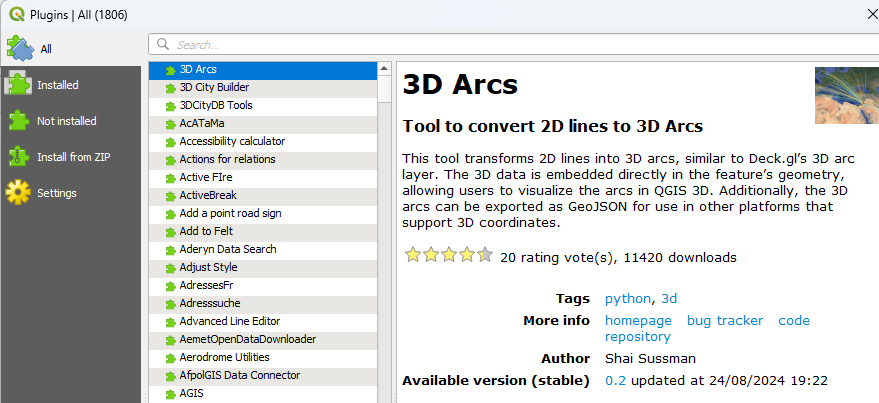 Plugins | All (1806)
All
Installed
Not installed
Install from ZIP
Settings
Search...
3D Arcs
3D City Builder
3DCityDB Tools
AcATaMa
Accessibility calculator
Actions for relations
Active FIre
ActiveBreak
Add a point road sign
Add to Felt
Aderyn Data Search
Adjust Style
AdressesFr
Adresssuche
Advanced Line Editor
AemetOpenDataDownloader
Aerodrome Utilities
AfpolGIS Data Connector
AGIS
3D Arcs
Tool to convert 2D lines to 3D Arcs
This tool transforms 2D lines into 3D arcs, similar to Deck.gl’s 3D arc
layer. The 3D data is embedded directly in the feature’s geometry,
allowing users to visualize the arcs in QGIS 3D. Additionally, the 3D
arcs can be exported as GeoJSON for use in other platforms that
support 3D coordinates.
20 rating vote(s), 11420 downloads
Tags python, 3d
More info homepage bug tracker code
repository
Author Shai Sussman
Available version (stable) 0.2 updated at 24/08/2024 19:22